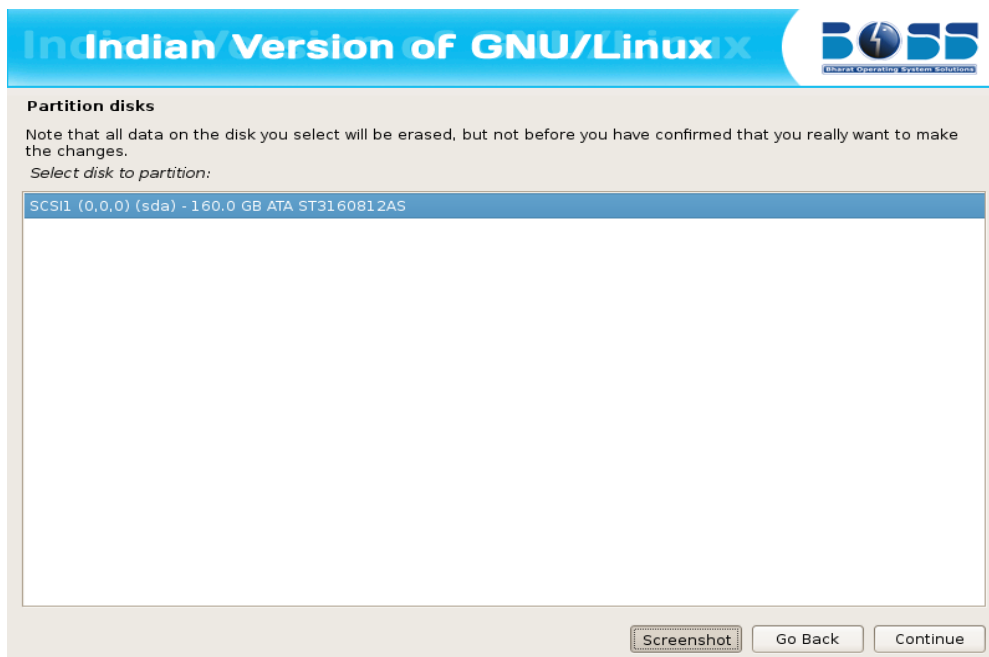 Indian Version of GNU/Linux
BOSS
Bharat Operating System Solutions
Partition disks
Note that all data on the disk you select will be erased, but not before you have confirmed that you really want to make
the changes.
Select disk to partition:
SCSI1 (0,0,0) (sda) - 160.0 GB ATA ST3160812AS
Screenshot
Go Back
Continue